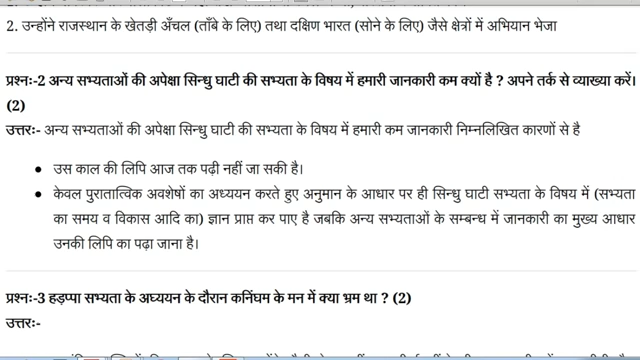 2. उन्होंने राजस्थान के खेतड़ी अँचल (ताँबे के लिए) तथा दक्षिण भारत (सोने के लिए) जैसे क्षेत्रों में अभियान भेजा
प्रश्नः-2 अन्य सभ्यताओं की अपेक्षा सिन्धु घाटी की सभ्यता के विषय में हमारी जानकारी कम क्यों है ? अपने तर्क से व्याख्या करें।
(2)
उत्तरः- अन्य सभ्यताओं की अपेक्षा सिन्धु घाटी की सभ्यता के विषय में हमारी कम जानकारी निम्नलिखित कारणों से है
● उस काल की लिपि आज तक पढ़ी नहीं जा सकी है।
● केवल पुरातात्विक अवशेषों का अध्ययन करते हुए अनुमान के आधार पर ही सिन्धु घाटी सभ्यता के विषय में (सभ्यता
का समय व विकास आदि का) ज्ञान प्राप्त कर पाए है जबकि अन्य सभ्यताओं के सम्बन्ध में जानकारी का मुख्य आधार
उनकी लिपि का पढ़ा जाना है।
प्रश्नः-3 हड़प्पा सभ्यता के अघ्ययन के दौरान कनिंघम के मन में क्या भ्रम था ? (2)
उत्तरः-